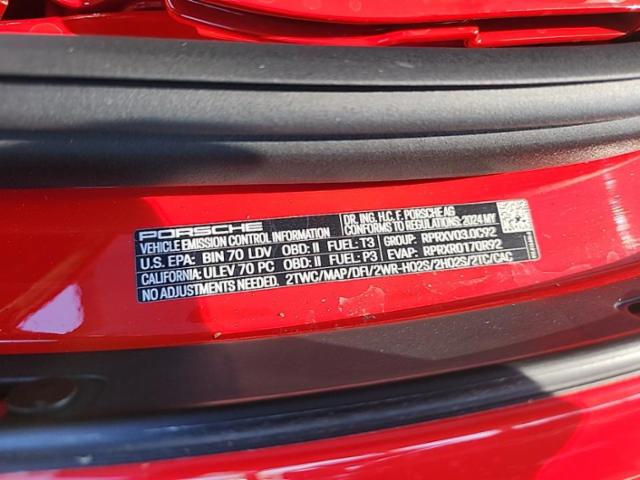 PORSCHE
DR. ING. H.C. F. PORSCHE AG
VEHICLE EMISSION CONTROL INFORMATION
CONFORMS TO REGULATIONS: 2024 MY
U.S. EPA: BIN 70 LDV OBD: II FUEL: T3 GROUP: RPRXV03.0C92
CALIFORNIA: ULEV 70 PC OBD: II FUEL: P3 EVAP: RPRXR0170R92
NO ADJUSTMENTS NEEDED. 2TWC/MAP/DFI/2WR-HO2S/2HO2S/2TC/CAC